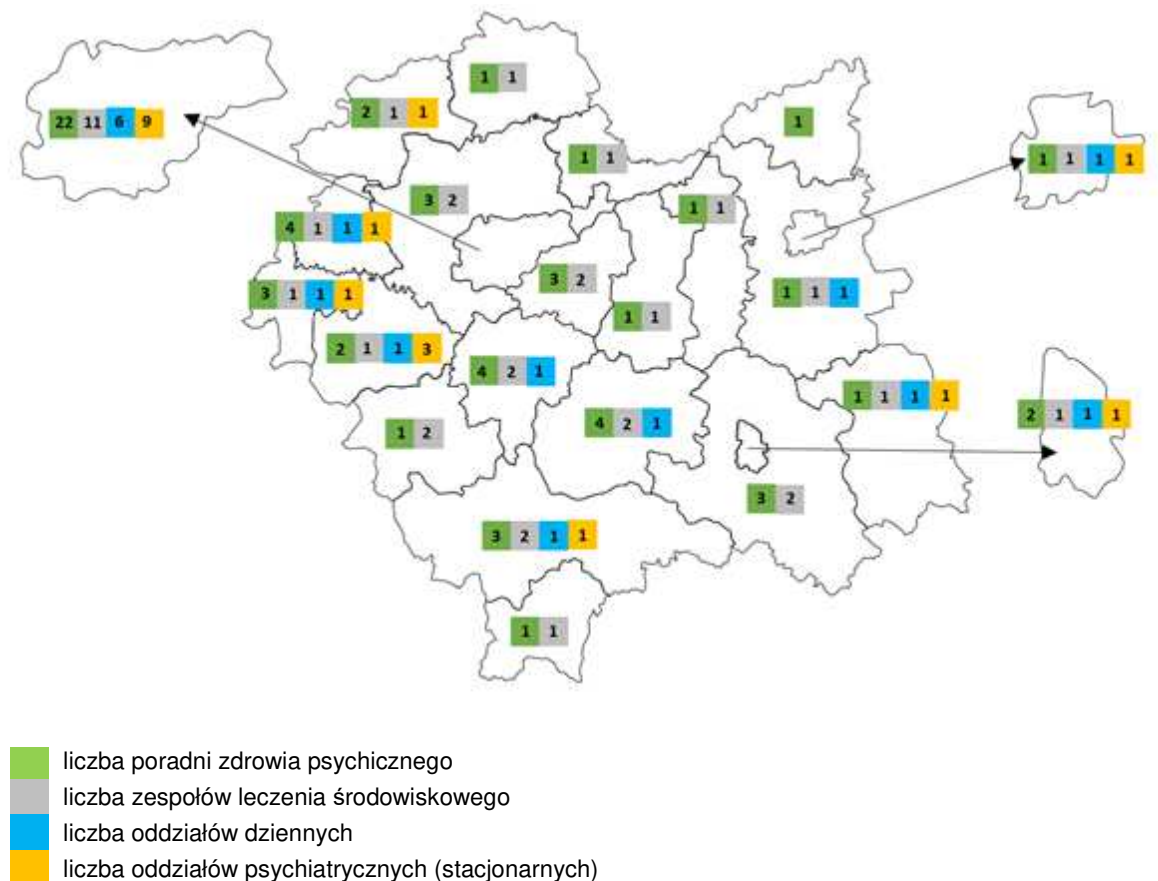 1 1
2 1 1
22 11 6 9
1
1 1
1 1 1 1
3 2
1 1
4 1 1 1
3 2
3 1 1 1
1 1 1
1 1
2 1 1 3
4 2 1
1 1 1 1
2 1 1 1
4 2 1
1 2
3 2
3 2 1 1
1 1
liczba poradni zdrowia psychicznego
liczba zespołów leczenia środowiskowego
liczba oddziałów dziennych
liczba oddziałów psychiatrycznych (stacjonarnych)